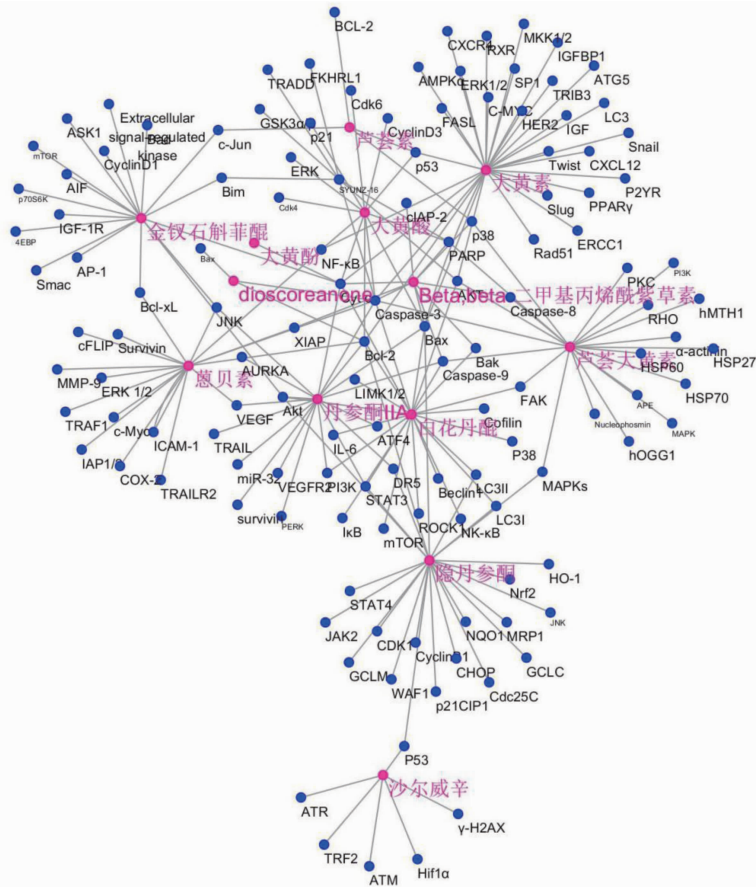 BCL-2
CXCR4
RXR
MKK1/2
IGFBP1
TRADD
FKHRL1
AMPKα
ERK1/2
SP1
TRIB3
ATG5
Cdk6
Extracellular
signal-regulated
kinase
Bad
ASK1
GSK3α/
p21
CyclinD3
FASL
C-MYC
HER2
IGF
LC3
c-Jun
芦荟素
Snail
mTOR
CyclinD1
ERK
p53
Twist
CXCL12
AIF
Bim
SYUNZ-16
大黄素
P2YR
p70S6K
Cdk4
cIAP-2
Slug
PPARγ
IGF-1R
金钗石斛菲醌
大黄酸
p38
4EBP
大黄酚
Rad51
ERCC1
AP-1
Bax
NF-κB
PARP
Smac
PKC
PI3K
dioscoreanone
Beta,beta-二甲基丙烯酰紫草素
hMTH1
Bcl-xL
JNK
Caspase-3
Caspase-8
RHO
cFLIP
Survivin
XIAP
Bcl-2
Bax
芦荟大黄素
α-actinin
Bak
HSP60
HSP27
MMP-9
ERK 1/2
蒽贝素
AURKA
Caspase-9
HSP70
LIMK1/2
FAK
APE
TRAF1
c-Myc
VEGF
Akt
丹参酮IIA
白花丹醌
Cofilin
Nucleophosmin
MAPK
ICAM-1
TRAIL
IL-6
ATF4
P38
hOGG1
IAP1/2
COX-2
TRAILR2
miR-32
VEGFR2
PI3K
DR5
STAT3
Beclin1
LC3II
MAPKs
survivin
PERK
IκB
mTOR
ROCK1
NK-κB
LC3I
隐丹参酮
HO-1
Nrf2
STAT4
JNK
JAK2
CDK1
CyclinB1
NQO1
MRP1
GCLM
CHOP
GCLC
WAF1
p21CIP1
Cdc25C
P53
沙尔威辛
ATR
γ-H2AX
TRF2
ATM
Hif1α